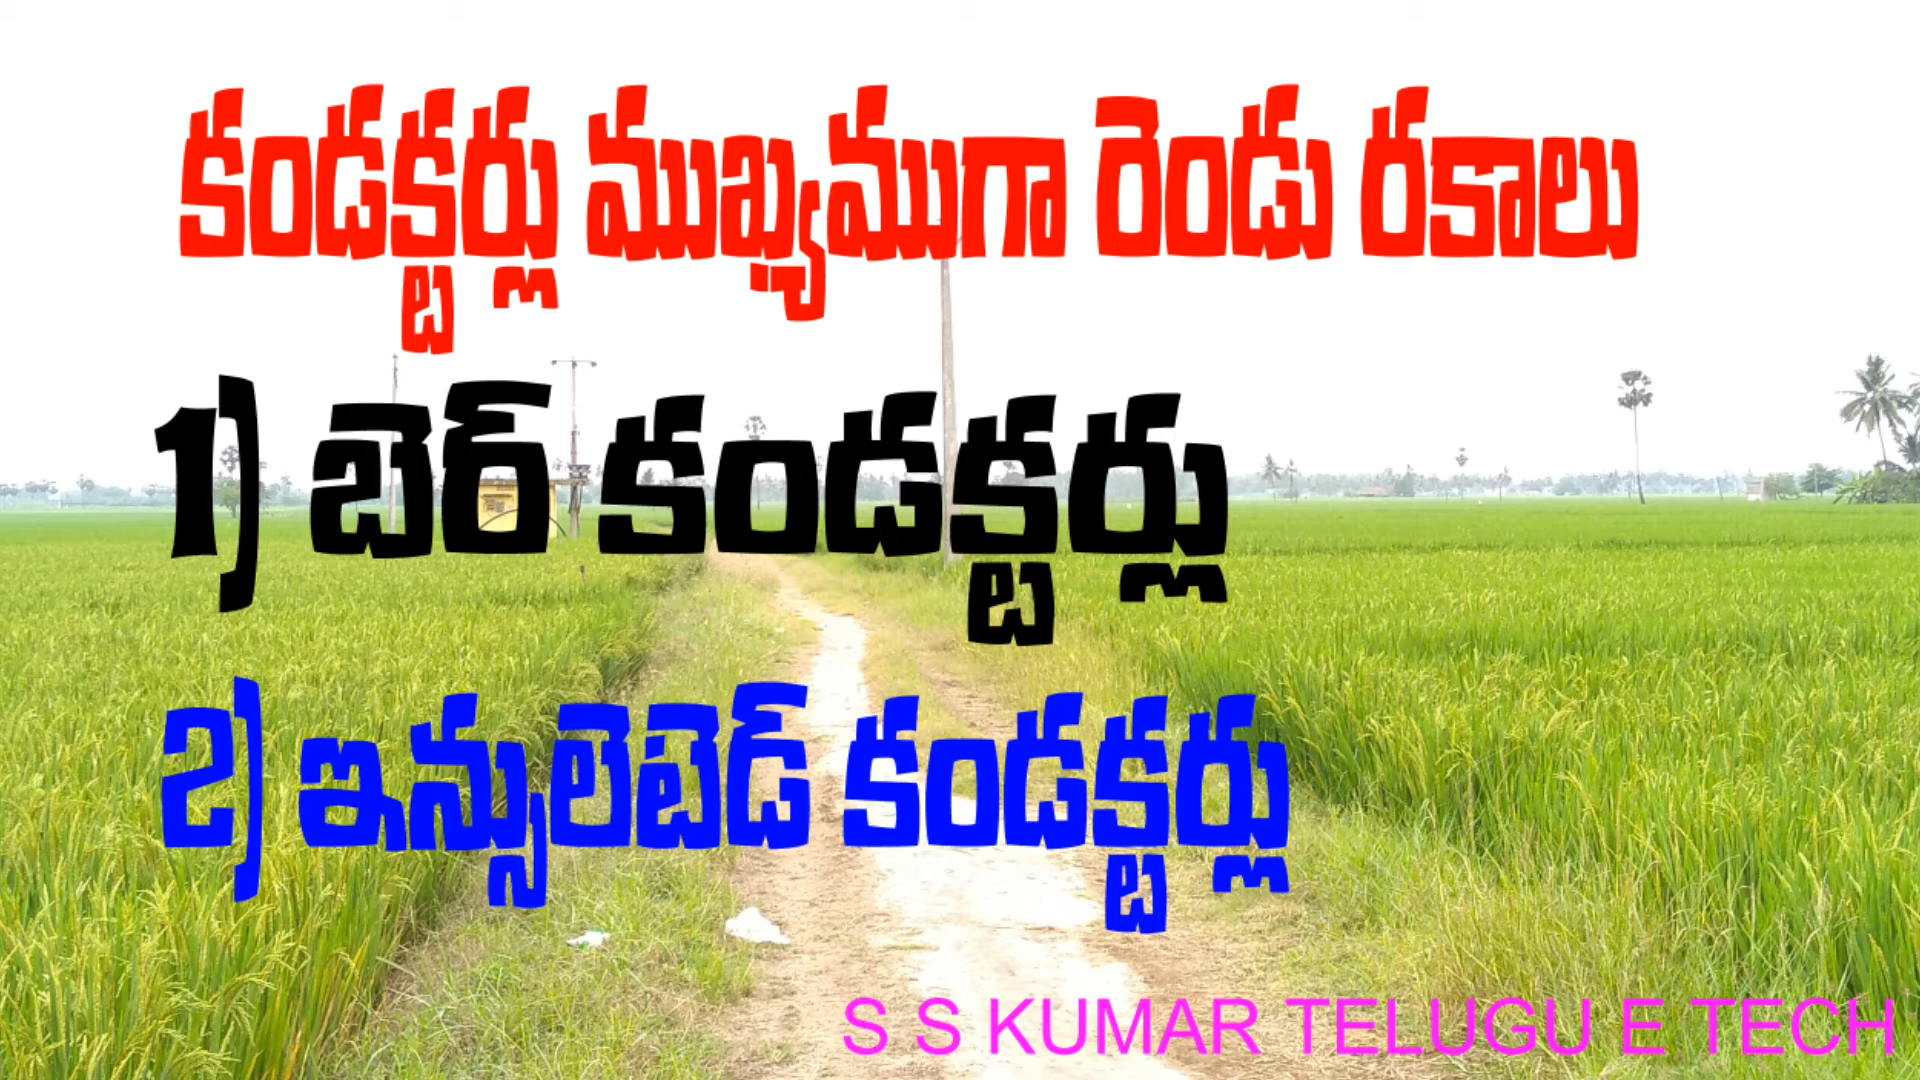 కండక్టర్లు ముఖ్యముగా రెండు రకాలు
1) బెర్ కండక్టర్లు
2) ఇన్సులెటెడ్ కండక్టర్లు
S S KUMAR TELUGU E TECH